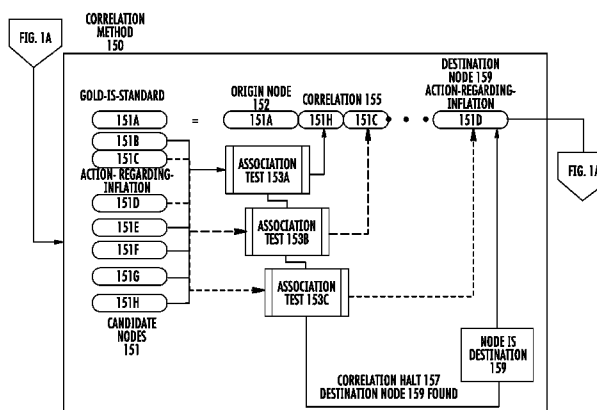 CORRELATION
METHOD
150
FIG. 1A
GOLD-IS-STANDARD
151A
151B
151C
ACTION- REGARDING-
INFLATION
151D
151E
151F
151G
151H
CANDIDATE
NODES
151
=
ORIGIN NODE
152
151A
CORRELATION 155
151H
151C
• • •
DESTINATION
NODE 159
ACTION-REGARDING-
INFLATION
151D
FIG. 1A
ASSOCIATION
TEST 153A
ASSOCIATION
TEST 153B
ASSOCIATION
TEST 153C
NODE IS
DESTINATION
159
CORRELATION HALT 157
DESTINATION NODE 159 FOUND